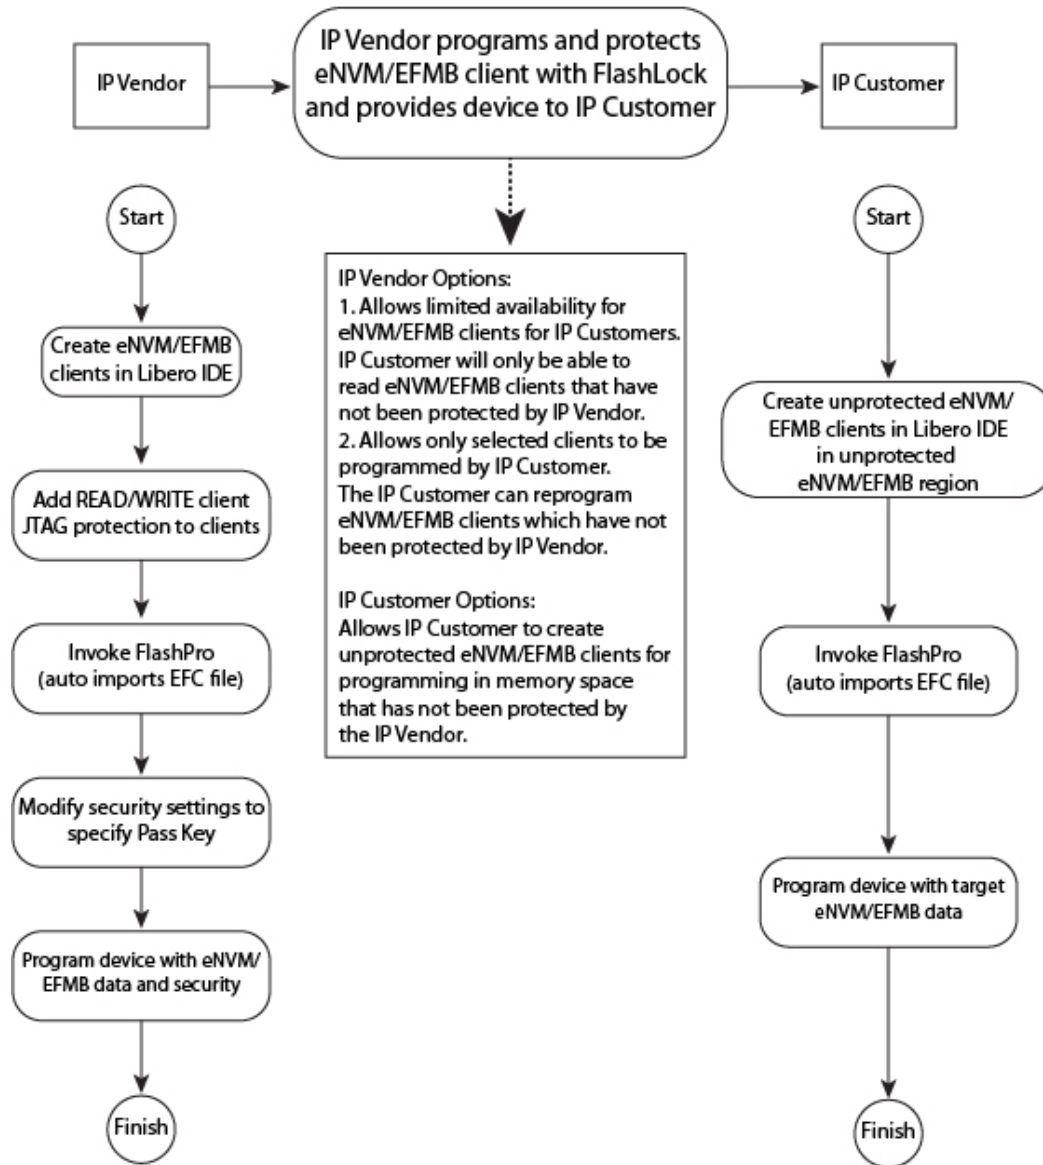 IP Vendor
IP Vendor programs and protects
eNVM/EFMB client with FlashLock
and provides device to IP Customer
IP Customer
Start
Create eNVM/EFMB
clients in Libero IDE
Add READ/WRITE client
JTAG protection to clients
Invoke FlashPro
(auto imports EFC file)
Modify security settings to
specify Pass Key
Program device with eNVM/
EFMB data and security
Finish
IP Vendor Options:
1. Allows limited availability for
eNVM/EFMB clients for IP Customers.
IP Customer will only be able to
read eNVM/EFMB clients that have
not been protected by IP Vendor.
2. Allows only selected clients to be
programmed by IP Customer.
The IP Customer can reprogram
eNVM/EFMB clients which have not
been protected by IP Vendor.
IP Customer Options:
Allows IP Customer to create
unprotected eNVM/EFMB clients for
programming in memory space
that has not been protected by
the IP Vendor.
Start
Create unprotected eNVM/
EFMB clients in Libero IDE
in unprotected
eNVM/EFMB region
Invoke FlashPro
(auto imports EFC file)
Program device with target
eNVM/EFMB data
Finish